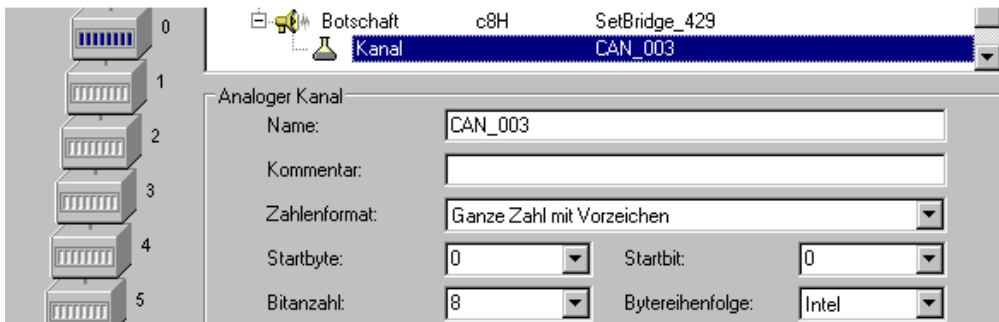 0
Botschaft c8H SetBridge_429
Kanal CAN_003
1
Analoger Kanal
Name: CAN_003
2
Kommentar:
3
Zahlenformat: Ganze Zahl mit Vorzeichen
4
Startbyte: 0 Startbit: 0
5
Bitanzahl: 8 Bytereihenfolge: Intel